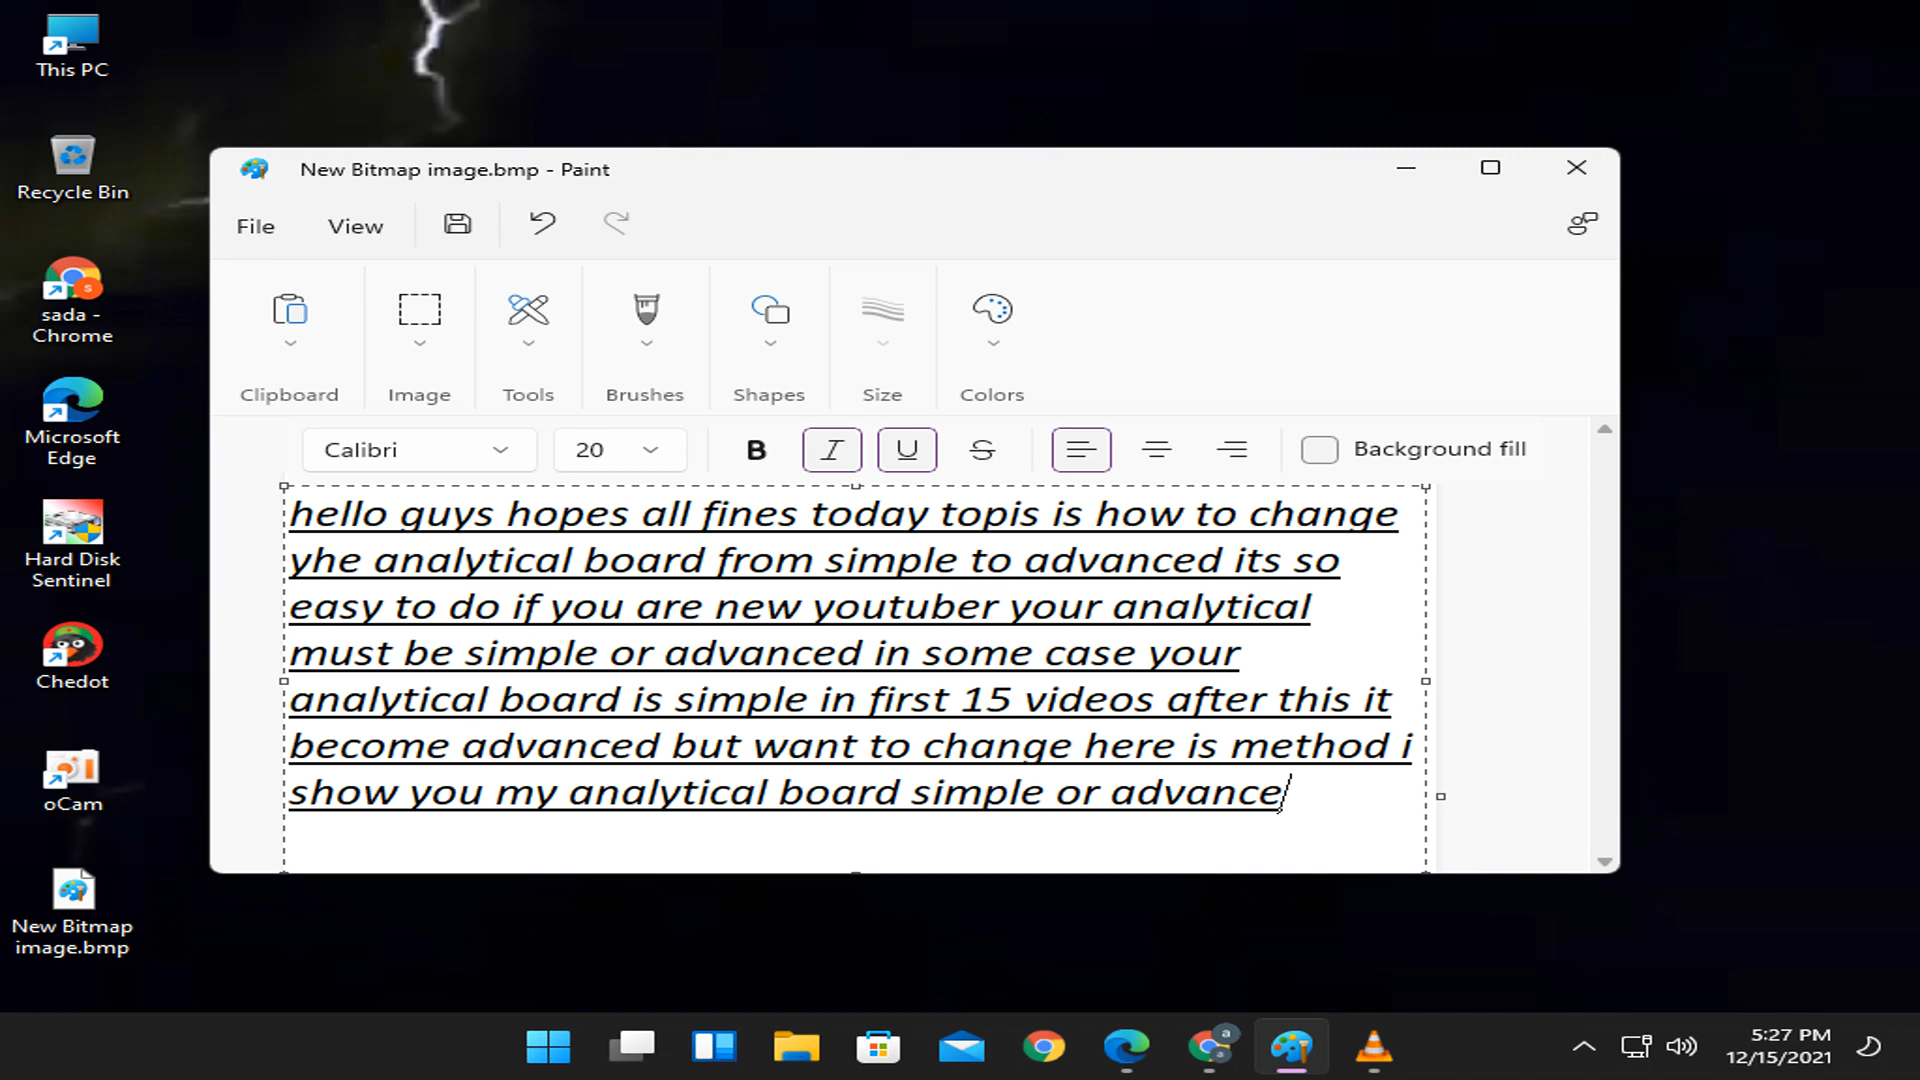 This PC
Recycle Bin
sada -
Chrome
Microsoft
Edge
Hard Disk
Sentinel
Chedot
oCam
New Bitmap
image.bmp
New Bitmap image.bmp - Paint
File View
Clipboard Image Tools Brushes Shapes Size Colors
Calibri 20 B I U S Background fill
hello guys hopes all fines today topis is how to change
yhe analytical board from simple to advanced its so
easy to do if you are new youtuber your analytical
must be simple or advanced in some case your
analytical board is simple in first 15 videos after this it
become advanced but want to change here is method i
show you my analytical board simple or advance
5:27 PM
12/15/2021